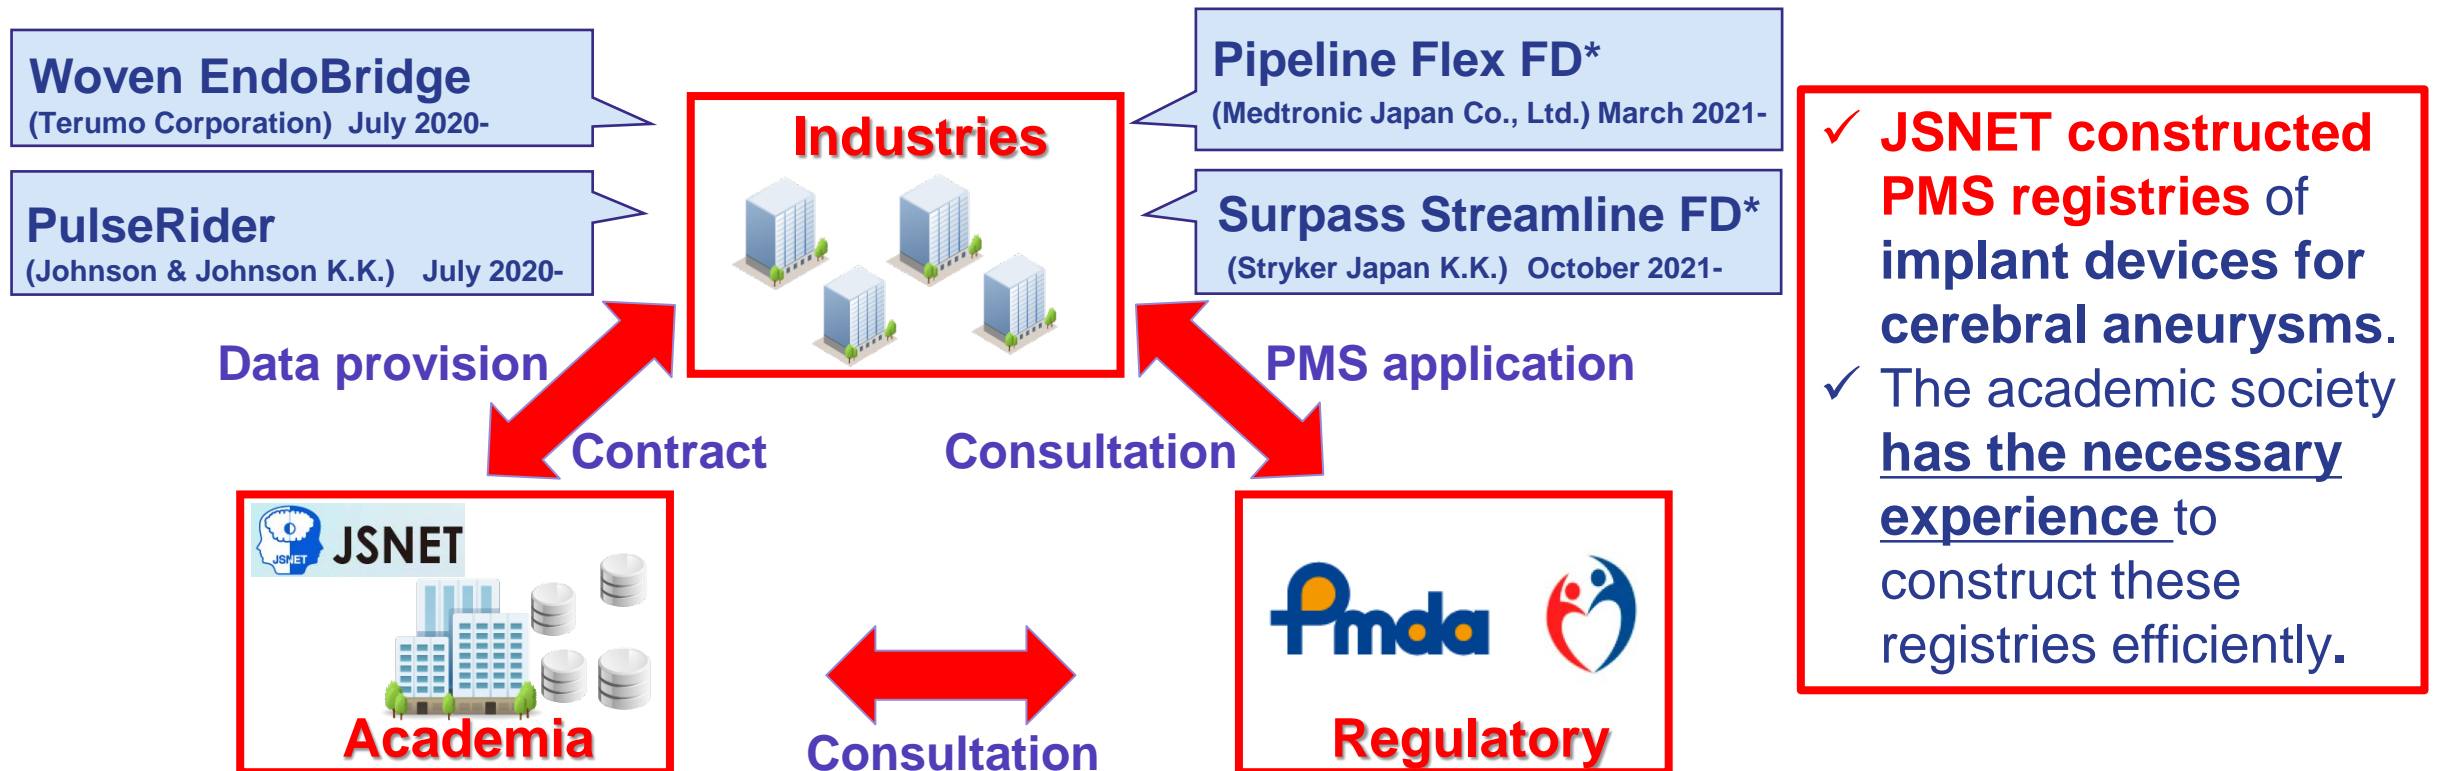 Woven EndoBridge
(Terumo Corporation) July 2020-
PulseRider
(Johnson & Johnson K.K.) July 2020-
Industries
Pipeline Flex FD*
(Medtronic Japan Co., Ltd.) March 2021-
Surpass Streamline FD*
(Stryker Japan K.K.) October 2021-
Data provision
Contract
PMS application
Consultation
JSNET
JSNET
Academia
Consultation
Pmda
Regulatory
✓ JSNET constructed
PMS registries of
implant devices for
cerebral aneurysms.
✓ The academic society
has the necessary
experience to
construct these
registries efficiently.